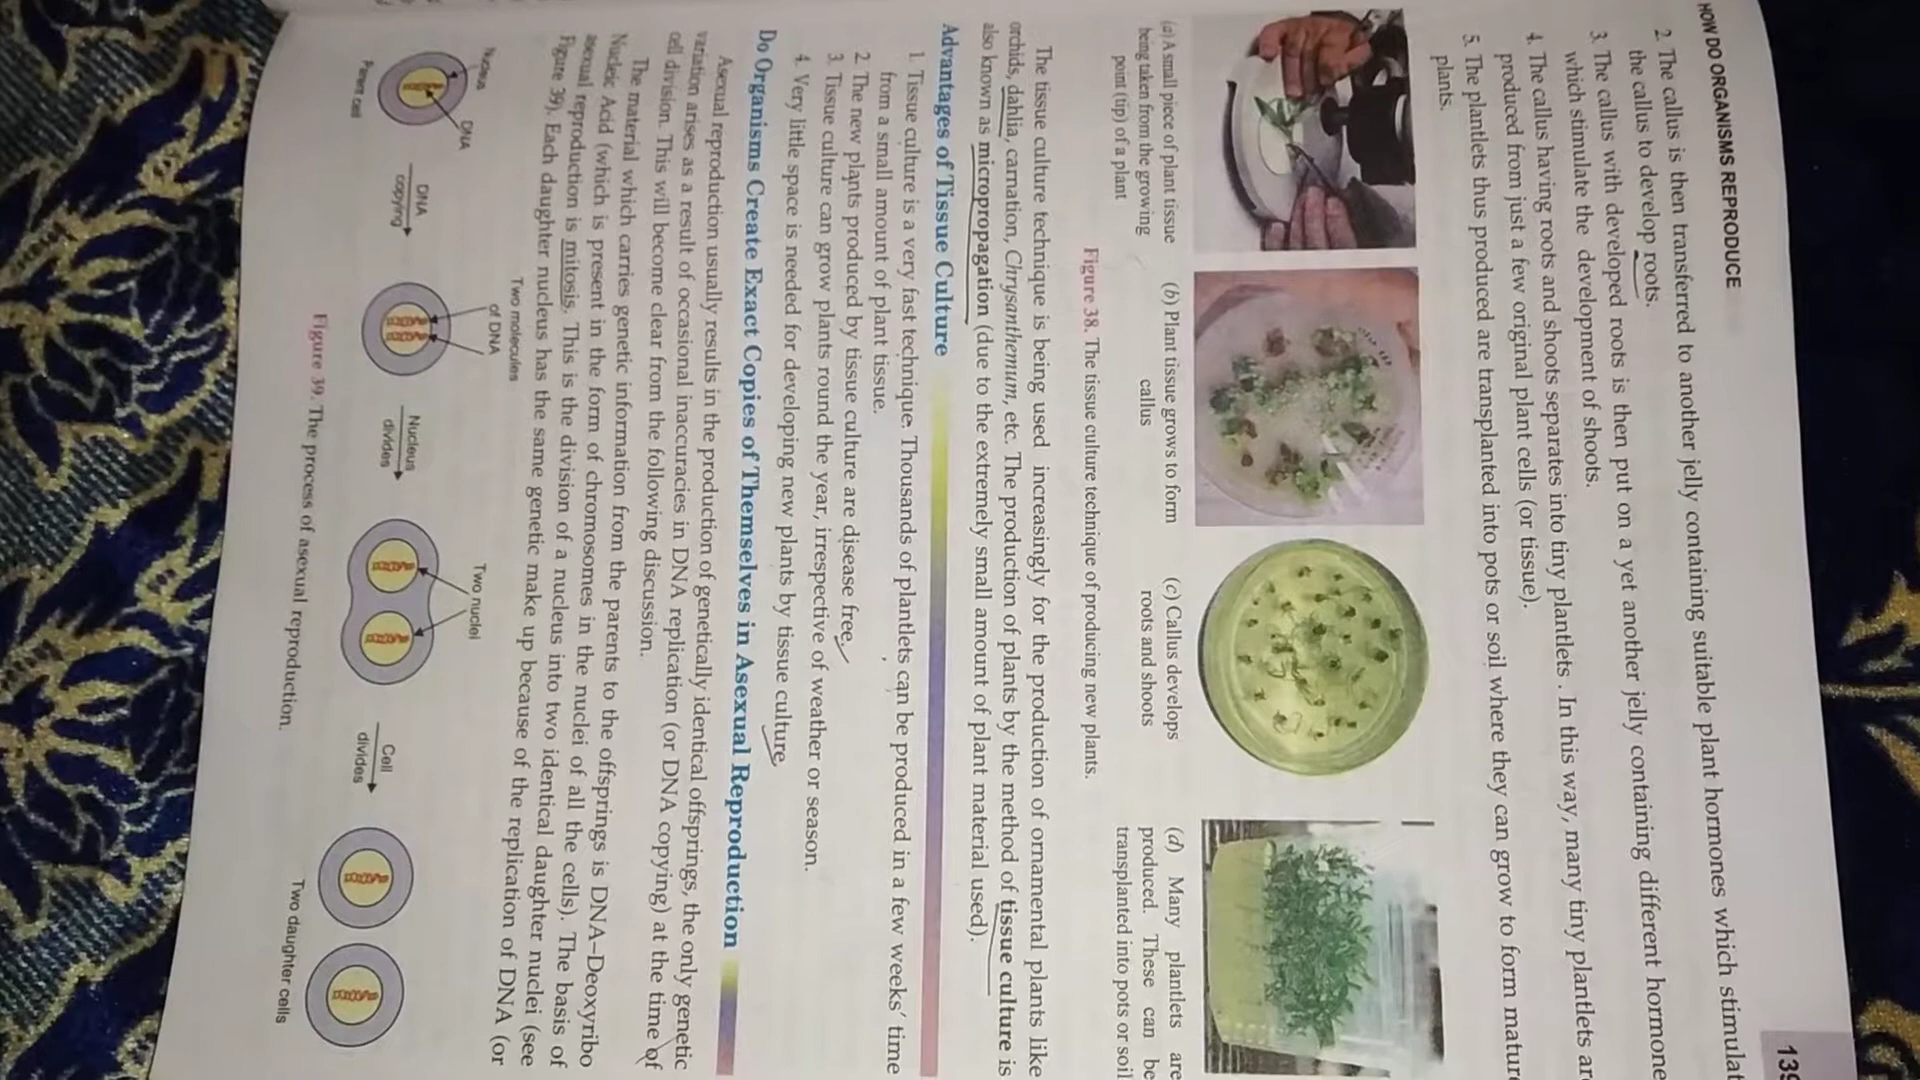 HOW DO ORGANISMS REPRODUCE
139
2. The callus is then transferred to another jelly containing suitable plant hormones which stimulat
the callus to develop roots.
3. The callus with developed roots is then put on a yet another jelly containing different hormone
which stimulate the development of shoots.
4. The callus having roots and shoots separates into tiny plantlets . In this way, many tiny plantlets ar
produced from just a few original plant cells (or tissue).
5. The plantlets thus produced are transplanted into pots or soil where they can grow to form matur
plants.
(a) A small piece of plant tissue
being taken from the growing
point (tip) of a plant
(b) Plant tissue grows to form
callus
(c) Callus develops
roots and shoots
(d) Many plantlets are
produced. These can be
transplanted into pots or soil
Figure 38. The tissue culture technique of producing new plants.
The tissue culture technique is being used increasingly for the production of ornamental plants like
orchids, dahlia, carnation, Chrysanthemum, etc. The production of plants by the method of tissue culture is
also known as micropropagation (due to the extremely small amount of plant material used).
Advantages of Tissue Culture
1. Tissue culture is a very fast technique. Thousands of plantlets can be produced in a few weeks' time
from a small amount of plant tissue.
2. The new plants produced by tissue culture are disease free.
3. Tissue culture can grow plants round the year, irrespective of weather or season.
4. Very little space is needed for developing new plants by tissue culture.
Do Organisms Create Exact Copies of Themselves in Asexual Reproduction
Asexual reproduction usually results in the production of genetically identical offsprings, the only genetic
variation arises as a result of occasional inaccuracies in DNA replication (or DNA copying) at the time of
cell division. This will become clear from the following discussion.
The material which carries genetic information from the parents to the offsprings is DNA–Deoxyribo
Nucleic Acid (which is present in the form of chromosomes in the nuclei of all the cells). The basis of
asexual reproduction is mitosis. This is the division of a nucleus into two identical daughter nuclei (see
Figure 39). Each daughter nucleus has the same genetic make up because of the replication of DNA (or
Nucleus
DNA
Parent cell
DNA
copying
Two molecules
of DNA
Nucleus
divides
Two nuclei
Cell
divides
Two daughter cells
Figure 39. The process of asexual reproduction.